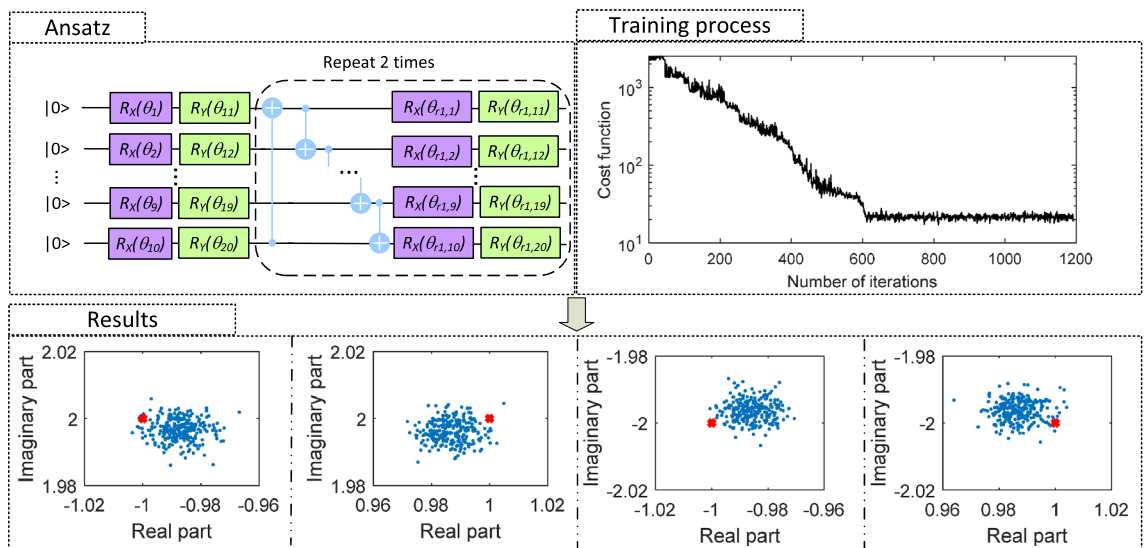 Ansatz
Training process
Repeat 2 times
|0> R_X(θ_1) R_Y(θ_11) R_X(θ_r1,1) R_Y(θ_r1,11)
|0> R_X(θ_2) R_Y(θ_12) R_X(θ_r1,2) R_Y(θ_r1,12)
⋮ ⋮ ... ⋮
|0> R_X(θ_9) R_Y(θ_19) R_X(θ_r1,9) R_Y(θ_r1,19)
|0> R_X(θ_10) R_Y(θ_20) R_X(θ_r1,10) R_Y(θ_r1,20)
Cost function
10^3
10^2
10^1
0 200 400 600 800 1000 1200
Number of iterations
Results
Imaginary part
2.02
2
1.98
-1.02 -1 -0.98 -0.96
Real part
Imaginary part
2.02
2
1.98
0.96 0.98 1 1.02
Real part
Imaginary part
-1.98
-2
-2.02
-1.02 -1 -0.98 -0.96
Real part
Imaginary part
-1.98
-2
-2.02
0.96 0.98 1 1.02
Real part